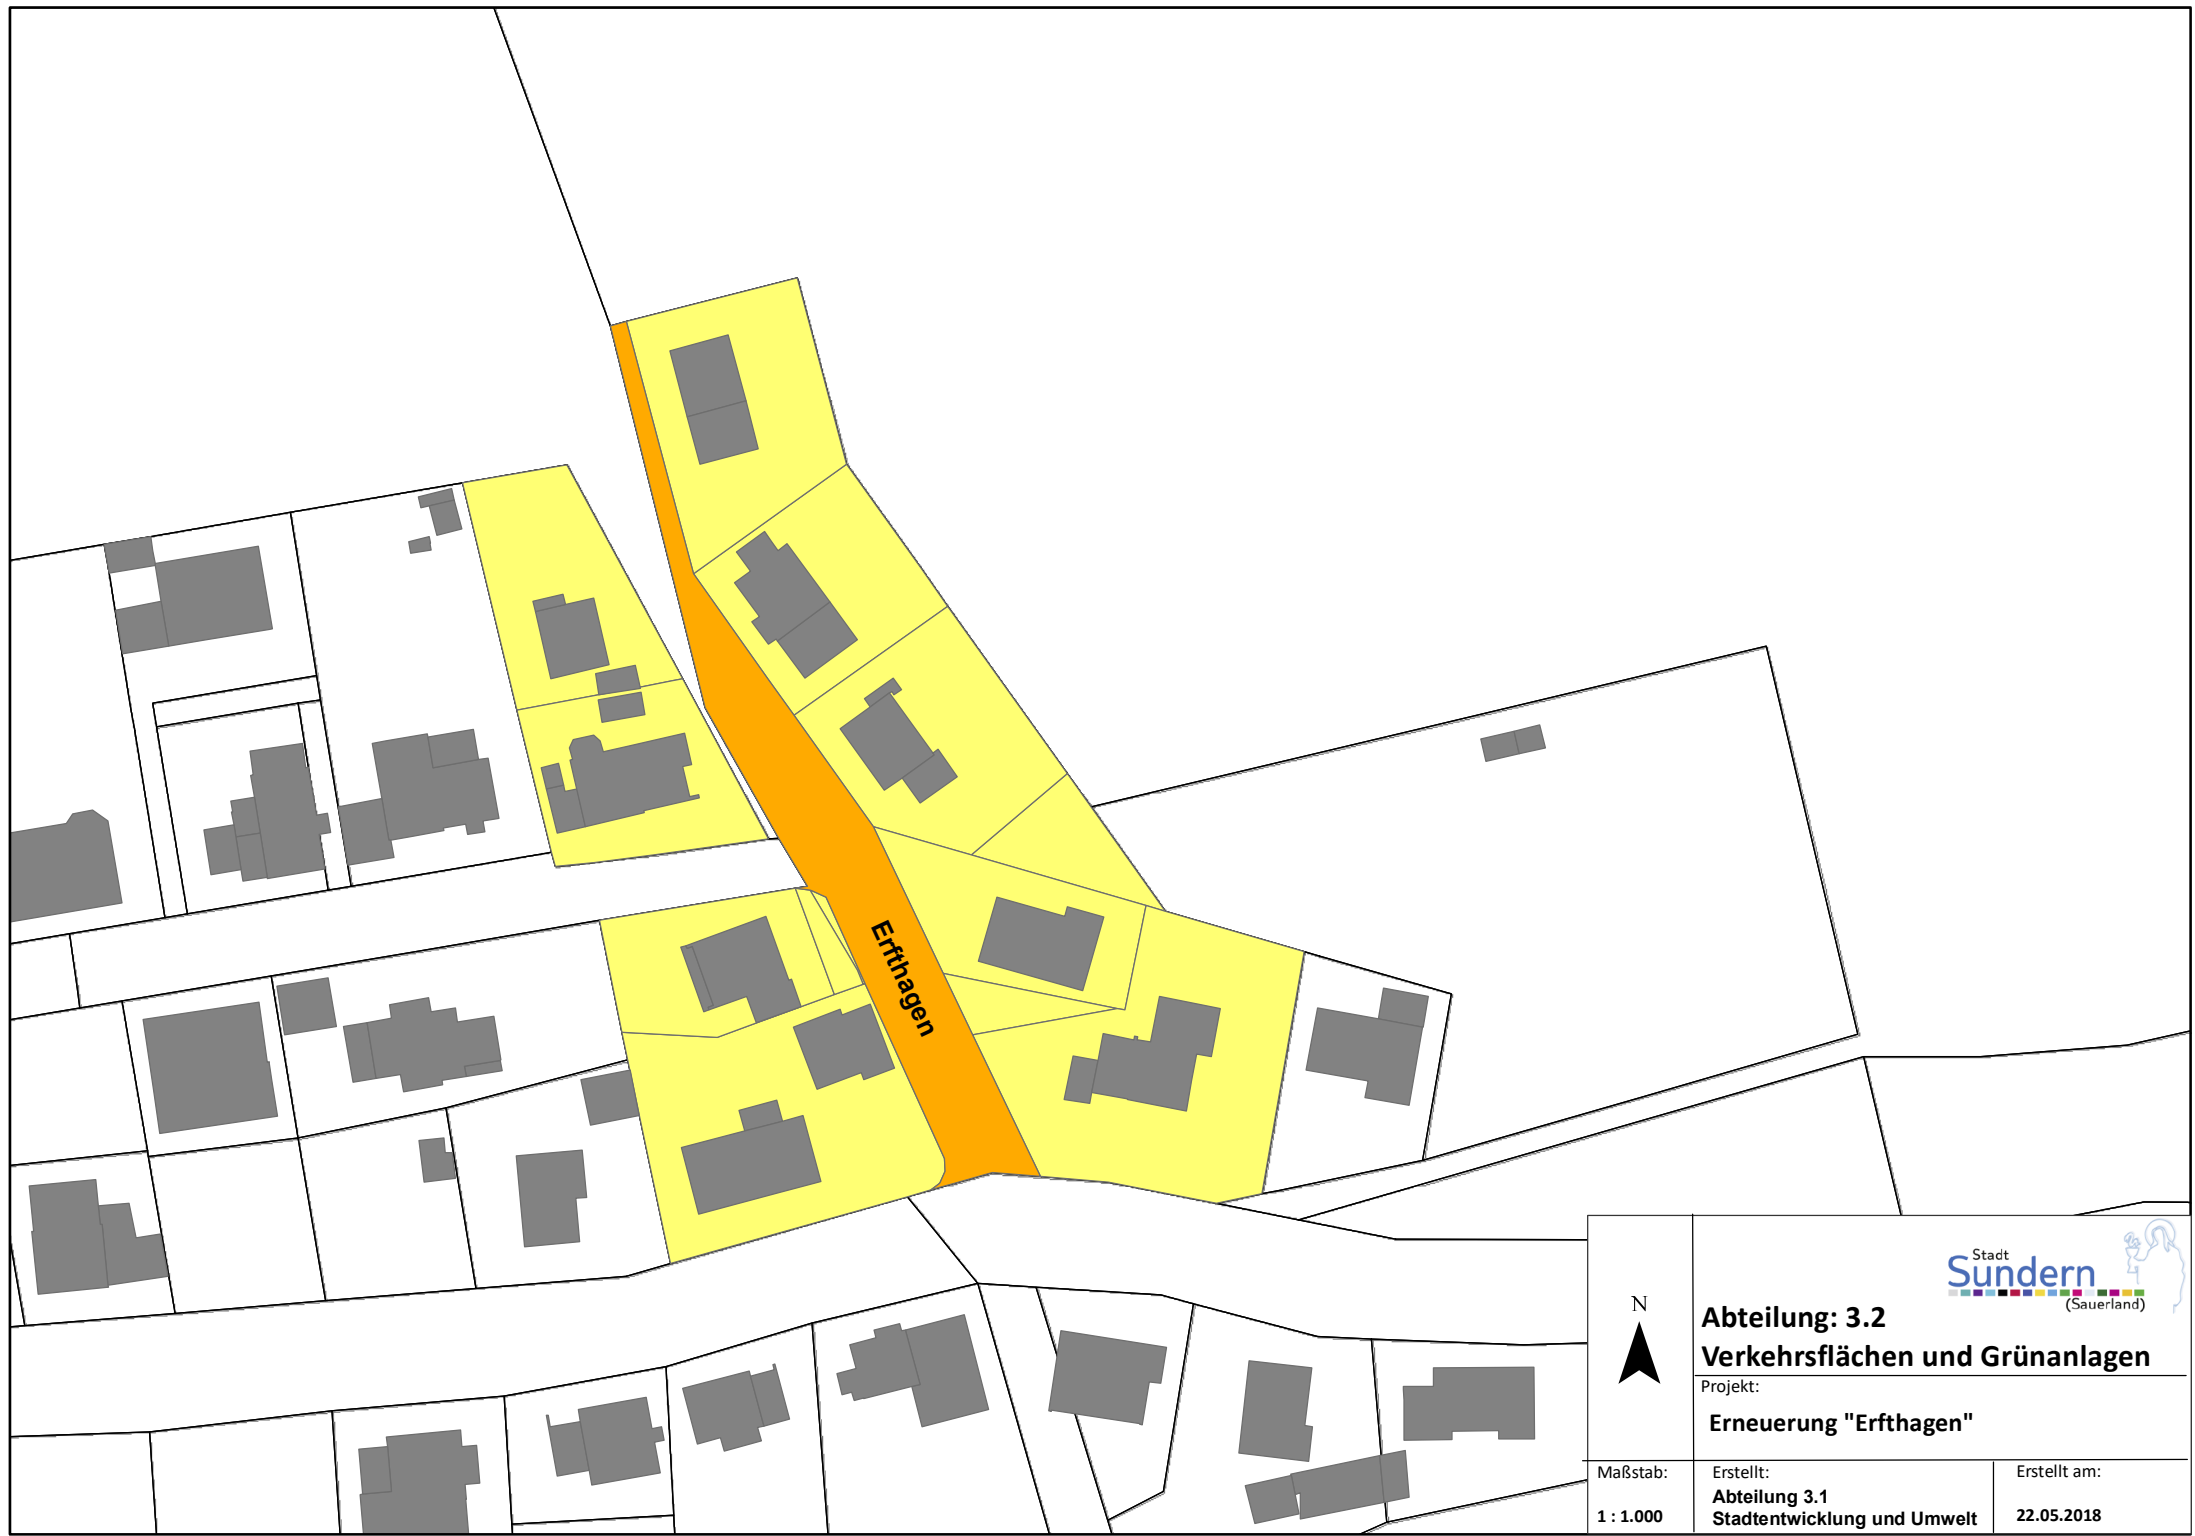 Erfthagen
N
Stadt
Sundern
(Sauerland)
Abteilung: 3.2
Verkehrsflächen und Grünanlagen
Projekt:
Erneuerung "Erfthagen"
Maßstab:
1 : 1.000
Erstellt:
Abteilung 3.1
Stadtentwicklung und Umwelt
Erstellt am:
22.05.2018